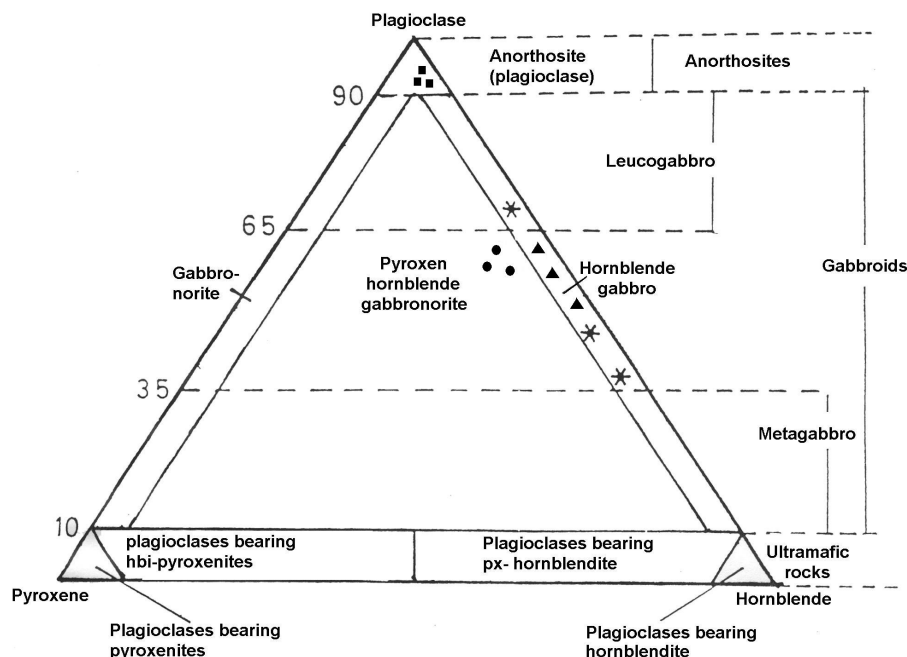 Plagioclase
Anorthosite
(plagioclase)
Anorthosites
90
Leucogabbro
65
Gabbro-
norite
Pyroxen
hornblende
gabbronorite
Hornblende
gabbro
Gabbroids
35
Metagabbro
10
plagioclases bearing
hbi-pyroxenites
Plagioclases bearing
px- hornblendite
Ultramafic
rocks
Pyroxene
Hornblende
Plagioclases bearing
pyroxenites
Plagioclases bearing
hornblendite